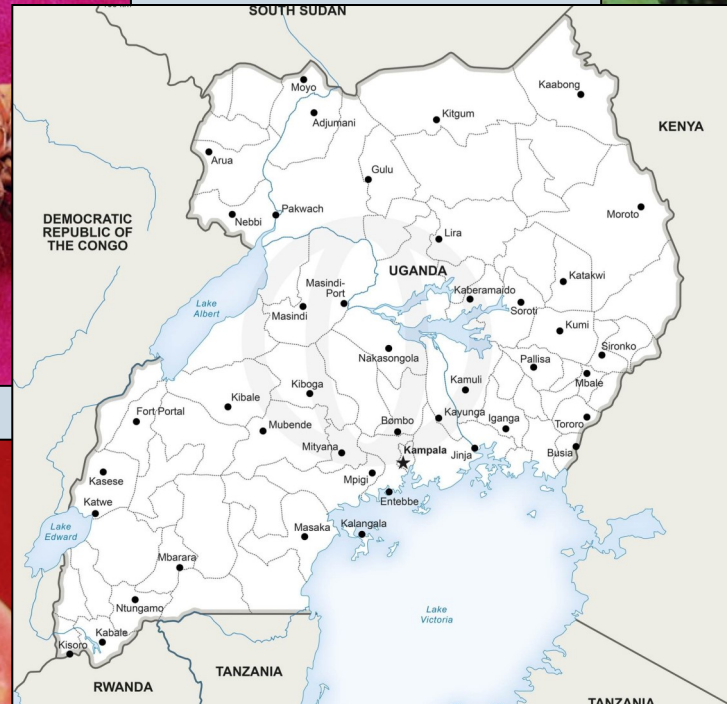 SOUTH SUDAN
Moyo
Kaabong
Adjumani
Kitgum
KENYA
Arua
Gulu
Moroto
Nebbi
Pakwach
DEMOCRATIC
REPUBLIC OF
THE CONGO
Lira
UGANDA
Katakwi
Masindi-
Port
Kaberamaido
Lake
Albert
Masindi
Soroti
Kumi
Sironko
Nakasongola
Pallisa
Mbale
Kiboga
Kamuli
Kibale
Fort Portal
Kayunga
Iganga
Tororo
Mubende
Bombo
Mityana
Kampala
Jinja
Busia
Kasese
Mpigi
Katwe
Entebbe
Lake
Edward
Masaka
Kalangala
Mbarara
Ntungamo
Lake
Victoria
Kabale
Kisoro
TANZANIA
RWANDA
TANZANIA